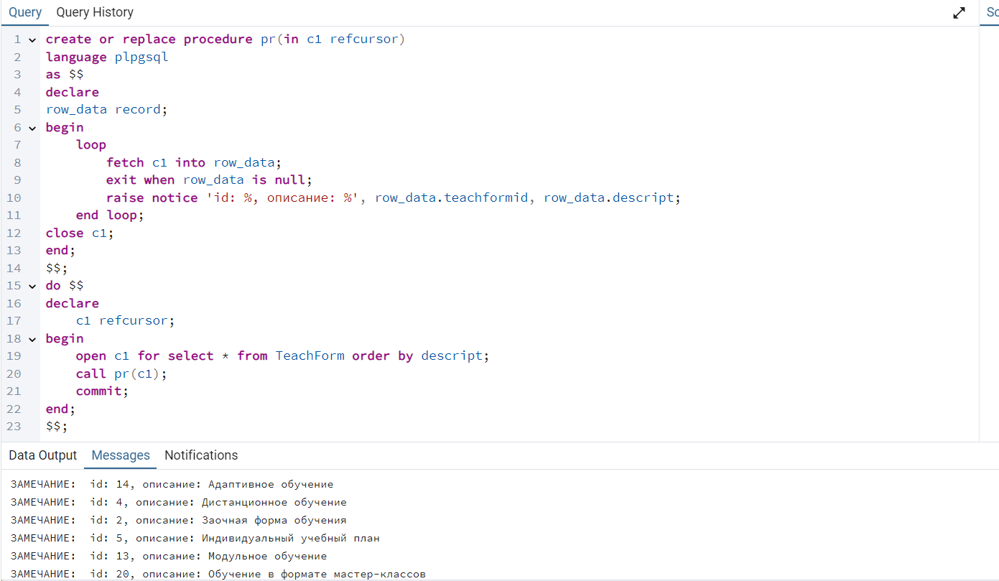 Query Query History Sc
1 create or replace procedure pr(in c1 refcursor)
2 language plpgsql
3 as $$
4 declare
5 row_data record;
6 begin
7 loop
8 fetch c1 into row_data;
9 exit when row_data is null;
10 raise notice 'id: %, описание: %', row_data.teachformid, row_data.descript;
11 end loop;
12 close c1;
13 end;
14 $$;
15 do $$
16 declare
17 c1 refcursor;
18 begin
19 open c1 for select * from TeachForm order by descript;
20 call pr(c1);
21 commit;
22 end;
23 $$;
Data Output Messages Notifications
ЗАМЕЧАНИЕ: id: 14, описание: Адаптивное обучение
ЗАМЕЧАНИЕ: id: 4, описание: Дистанционное обучение
ЗАМЕЧАНИЕ: id: 2, описание: Заочная форма обучения
ЗАМЕЧАНИЕ: id: 5, описание: Индивидуальный учебный план
ЗАМЕЧАНИЕ: id: 13, описание: Модульное обучение
ЗАМЕЧАНИЕ: id: 20, описание: Обучение в формате мастер-классов